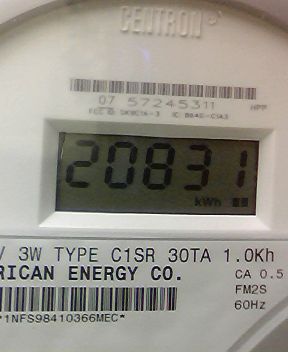 CENTRON
07 57245311
20831
kWh
3W TYPE C1SR 30TA 1.0Kh
RICAN ENERGY CO.
CA 0.5
FM2S
60Hz
*1NFS98410366MEC*